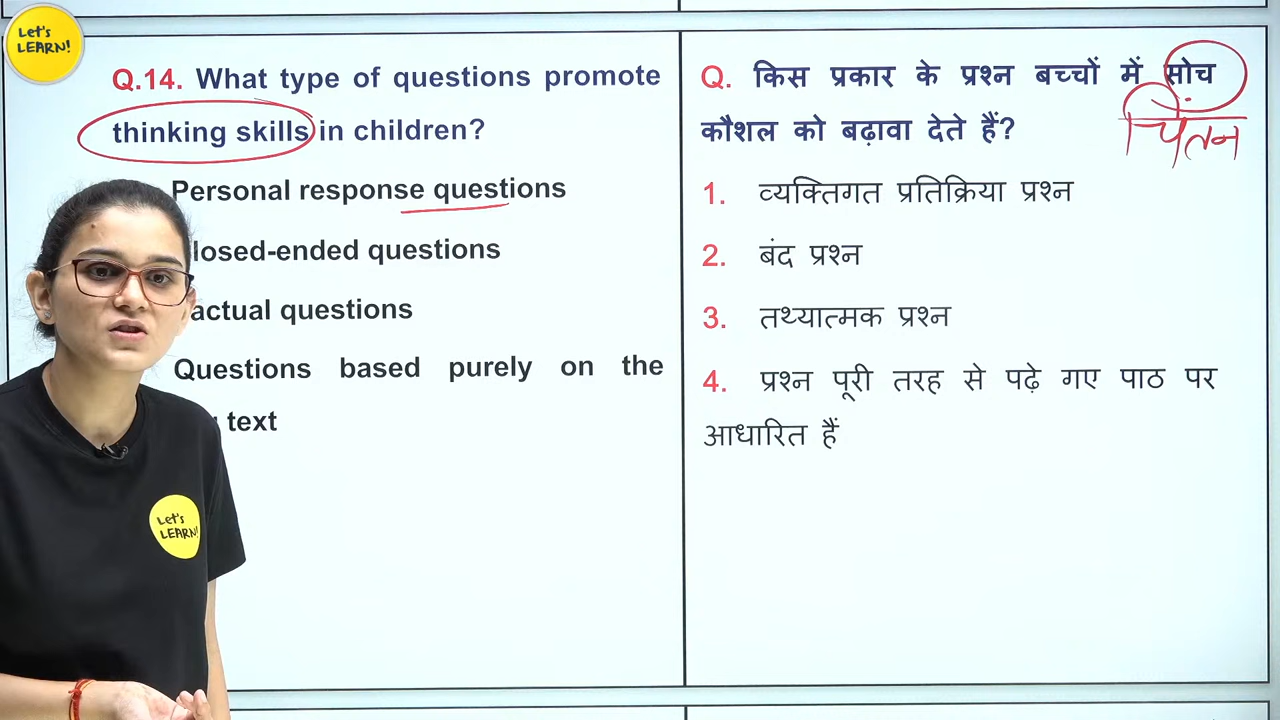 Let's
LEARN!
Q.14. What type of questions promote
thinking skills in children?
Personal response questions
losed-ended questions
actual questions
Questions based purely on the
text
Q. किस प्रकार के प्रश्न बच्चों में सोच
कौशल को बढ़ावा देते हैं?
चिंतन
1. व्यक्तिगत प्रतिक्रिया प्रश्न
2. बंद प्रश्न
3. तथ्यात्मक प्रश्न
4. प्रश्न पूरी तरह से पढ़े गए पाठ पर
आधारित हैं
Let's
LEARN!